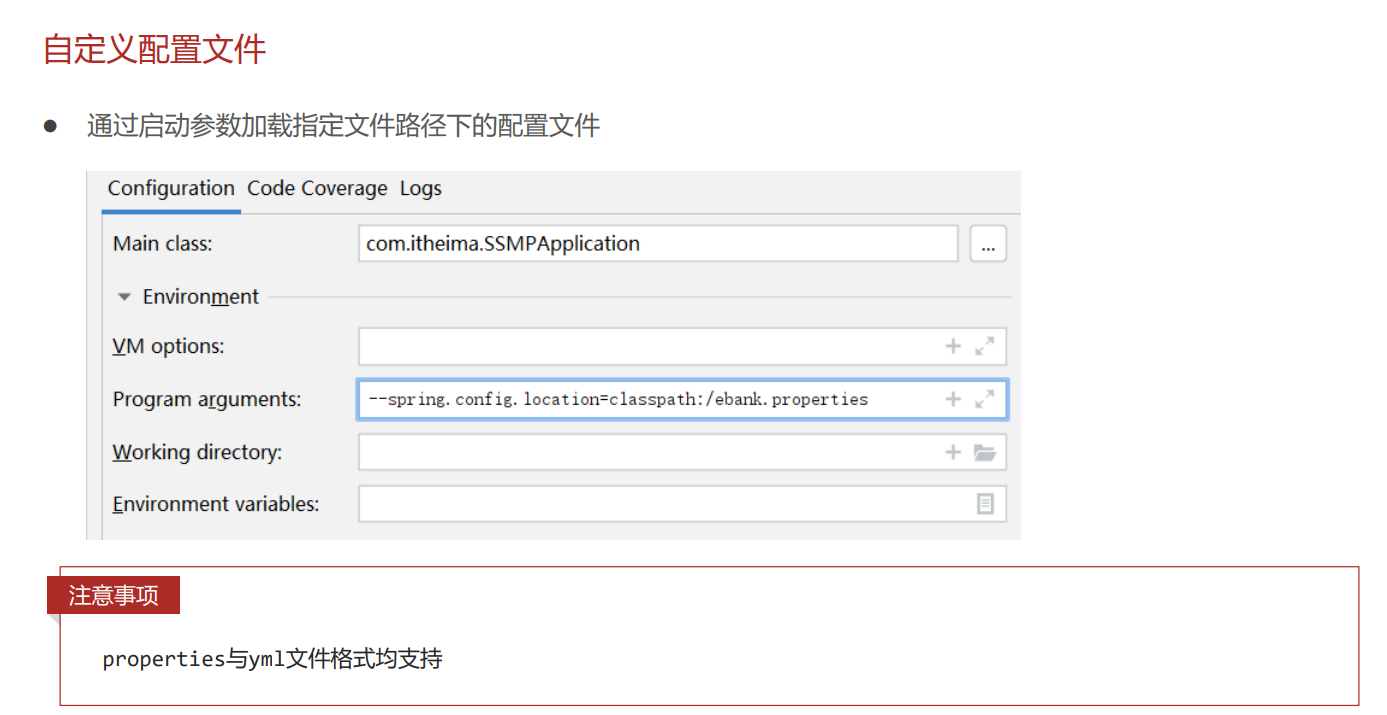 自定义配置文件
● 通过启动参数加载指定文件路径下的配置文件
Configuration Code Coverage Logs
Main class: com.itheima.SSMPApplication ...
Environment
VM options:
Program arguments: --spring.config.location=classpath:/ebank.properties
Working directory:
Environment variables:
注意事项
properties与yml文件格式均支持